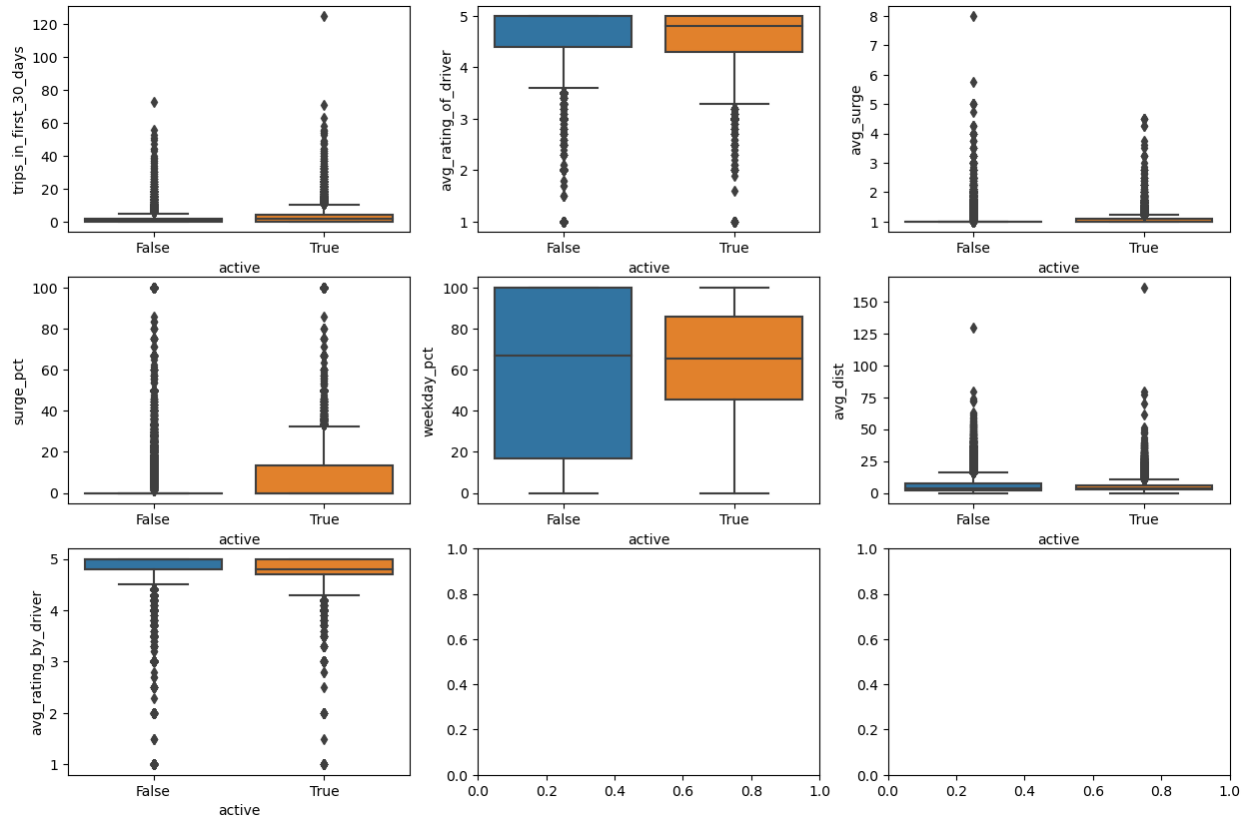 trips_in_first_30_days
120
100
80
60
40
20
0
False
True
active
avg_rating_of_driver
5
4
3
2
1
False
True
active
avg_surge
8
7
6
5
4
3
2
1
False
True
active
surge_pct
100
80
60
40
20
0
False
True
active
weekday_pct
100
80
60
40
20
0
False
True
active
avg_dist
150
125
100
75
50
25
0
False
True
active
avg_rating_by_driver
5
4
3
2
1
False
True
active
1.0
0.8
0.6
0.4
0.2
0.0
0.0
0.2
0.4
0.6
0.8
1.0
1.0
0.8
0.6
0.4
0.2
0.0
0.0
0.2
0.4
0.6
0.8
1.0